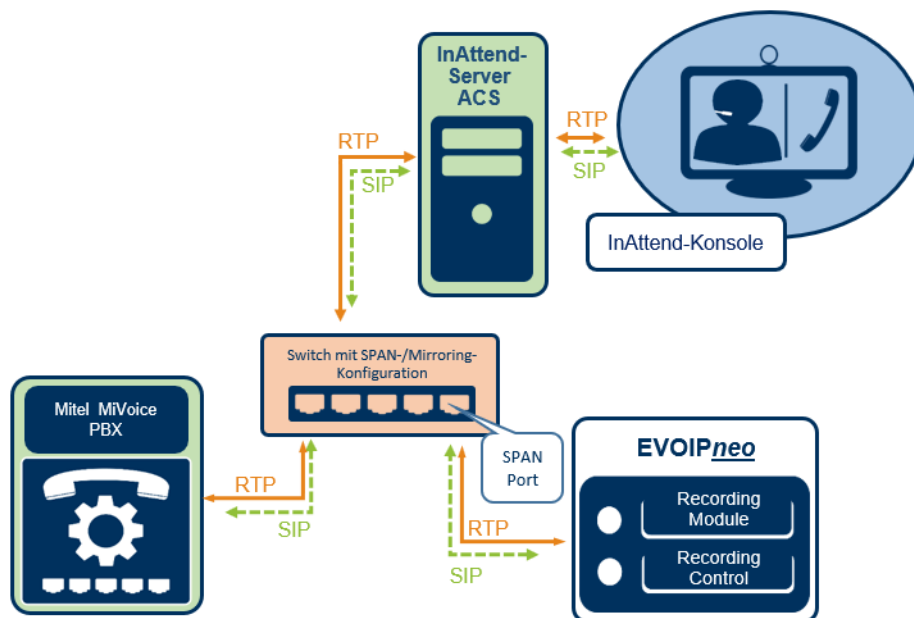 InAttend-
Server
ACS
RTP
SIP
RTP
SIP
InAttend-Konsole
Switch mit SPAN-/Mirroring-
Konfiguration
SPAN
Port
Mitel MiVoice
PBX
RTP
SIP
RTP
SIP
EVOIPneo
Recording
Module
Recording
Control